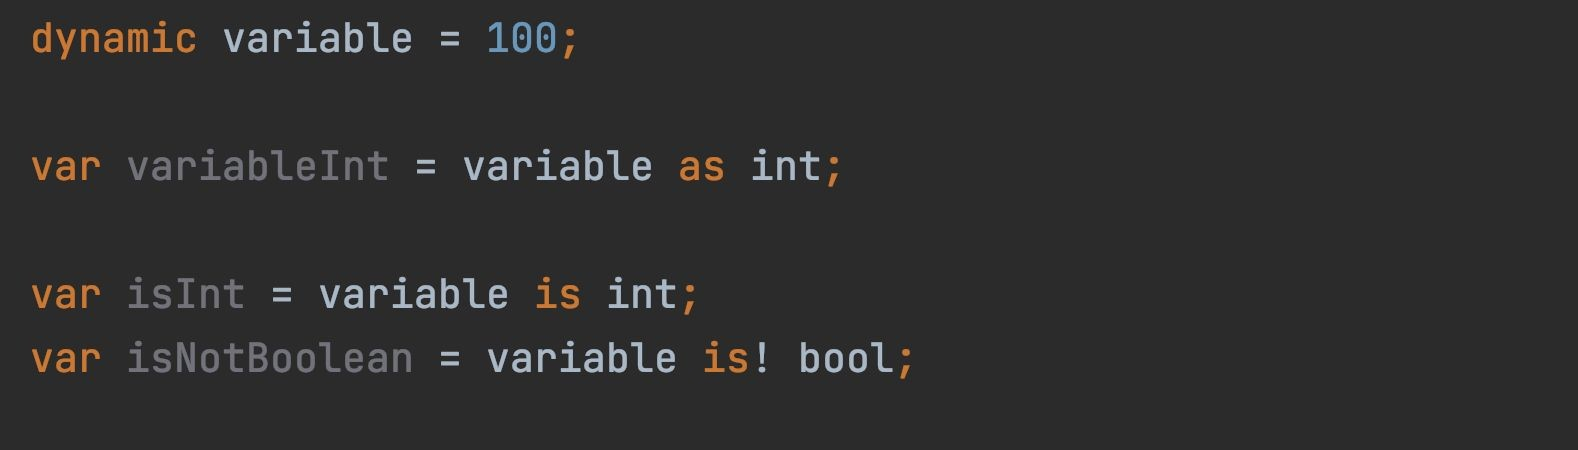 dynamic variable = 100;
var variableInt = variable as int;
var isInt = variable is int;
var isNotBoolean = variable is! bool;